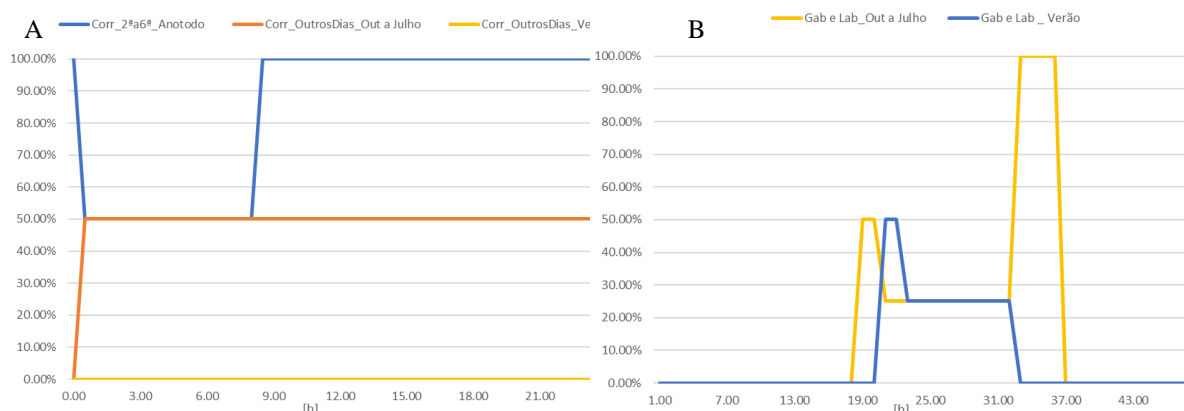 A
Corr_2ªa6ª_Anotodo Corr_OutrosDias_Out a Julho Corr_OutrosDias_Ve
100.00%
90.00%
80.00%
70.00%
60.00%
50.00%
40.00%
30.00%
20.00%
10.00%
0.00%
0.00 3.00 6.00 9.00 12.00 15.00 18.00 21.00
[h]
B
Gab e Lab_Out a Julho Gab e Lab _ Verão
100.00%
90.00%
80.00%
70.00%
60.00%
50.00%
40.00%
30.00%
20.00%
10.00%
0.00%
1.00 7.00 13.00 19.00 25.00 31.00 37.00 43.00
[h]